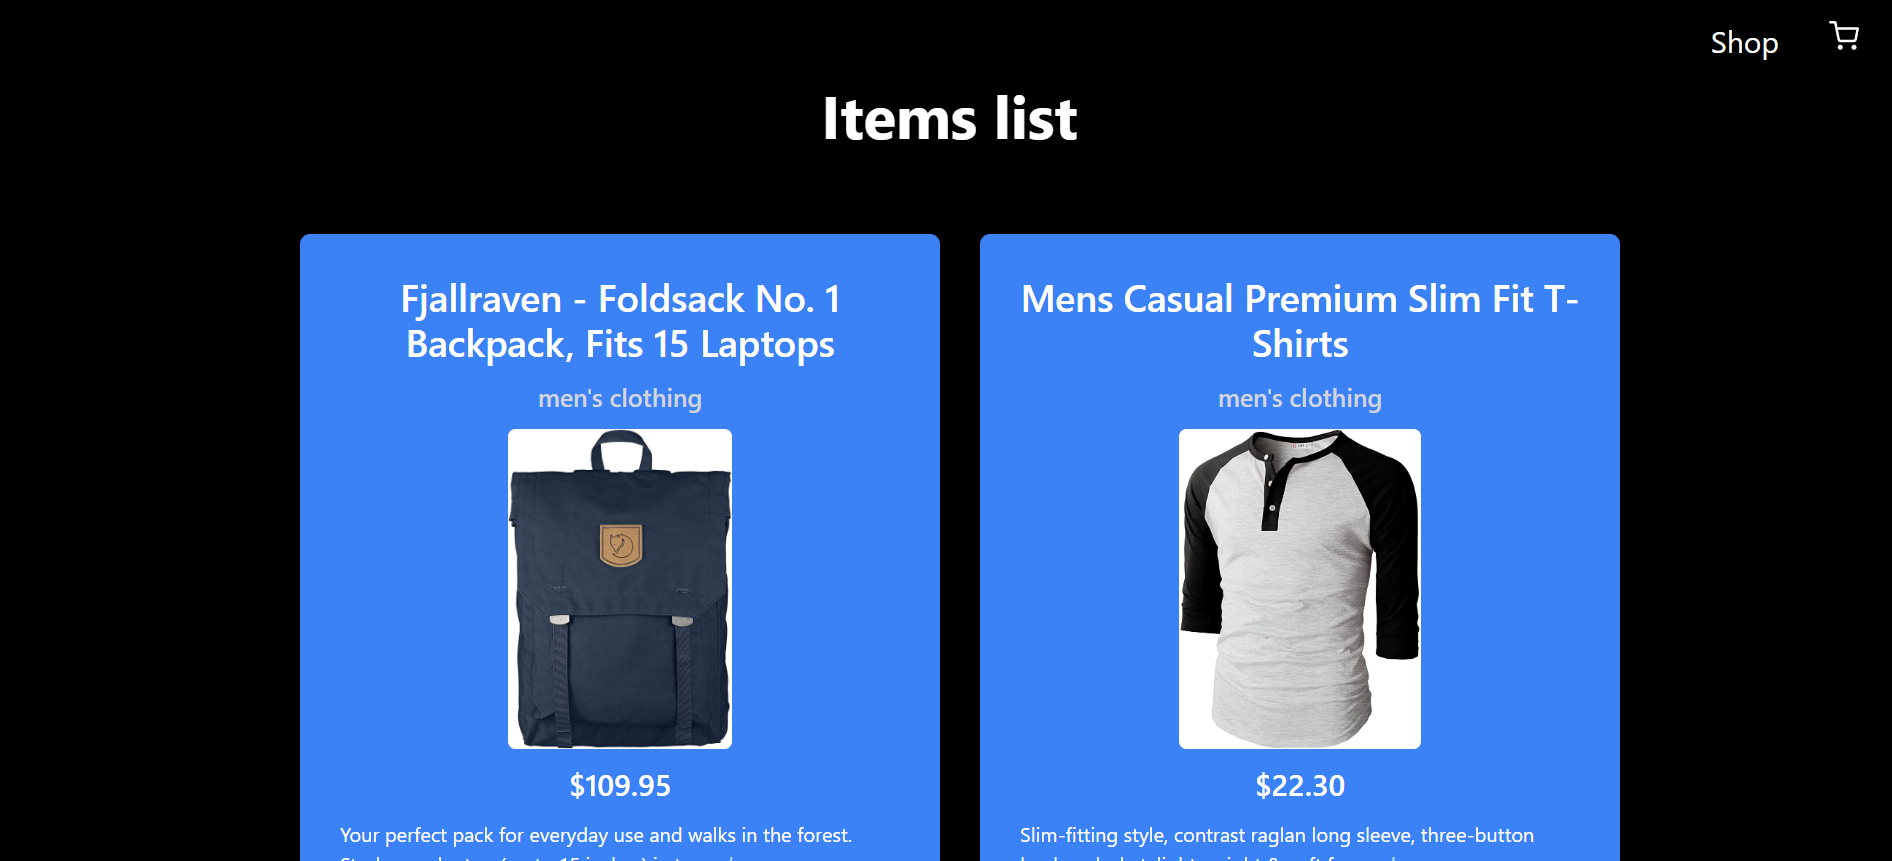 Shop
Items list
Fjallraven - Foldsack No. 1
Backpack, Fits 15 Laptops
men's clothing
$109.95
Your perfect pack for everyday use and walks in the forest.
Mens Casual Premium Slim Fit T-
Shirts
men's clothing
$22.30
Slim-fitting style, contrast raglan long sleeve, three-button